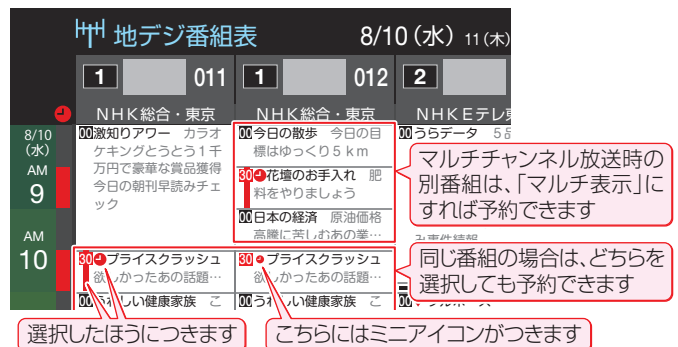 地デジ番組表 8/10(水) 11(木)
1 011 1 012 2
NHK総合・東京 NHK総合・東京 NHKEテレ
8/10
(水)
AM
9
AM
10
00激知りアワー カラオ
ケキングとうとう1千
万円で豪華な賞品獲得
今日の朝刊早読みチェ
ック
00今日の散歩 今日の目
標はゆっくり5km
30花壇のお手入れ 肥
料をやりましょう
00日本の経済 原油価格
高騰に苦しむあの業…
00うらデータ
マルチチャンネル放送時の
別番組は、「マルチ表示」に
すれば予約できます
30プライスクラッシュ
欲しかったあの話題…
00うれしい健康家族 こ
30プライスクラッシュ
欲しかったあの話題…
00うれしい健康家族 こ
同じ番組の場合は、どちらを
選択しても予約できます
選択したほうにつきます
こちらにはミニアイコンがつきます